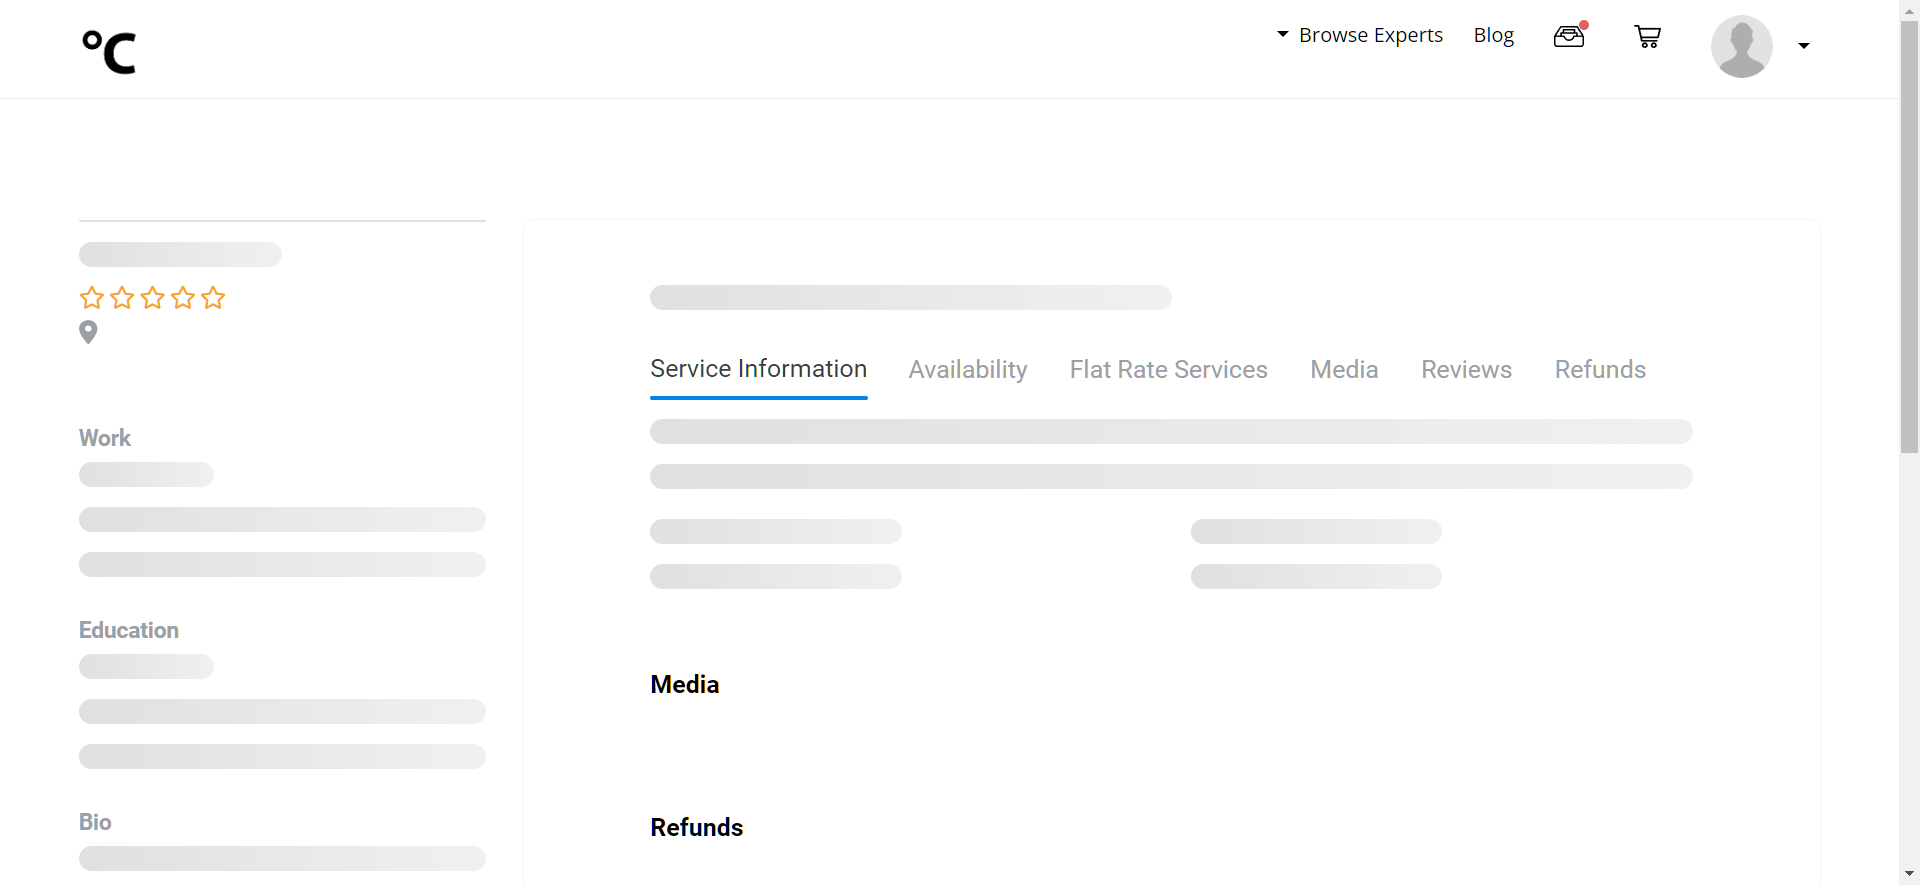 °C
Browse Experts Blog
Service Information Availability Flat Rate Services Media Reviews Refunds
Work
Education
Bio
Media
Refunds